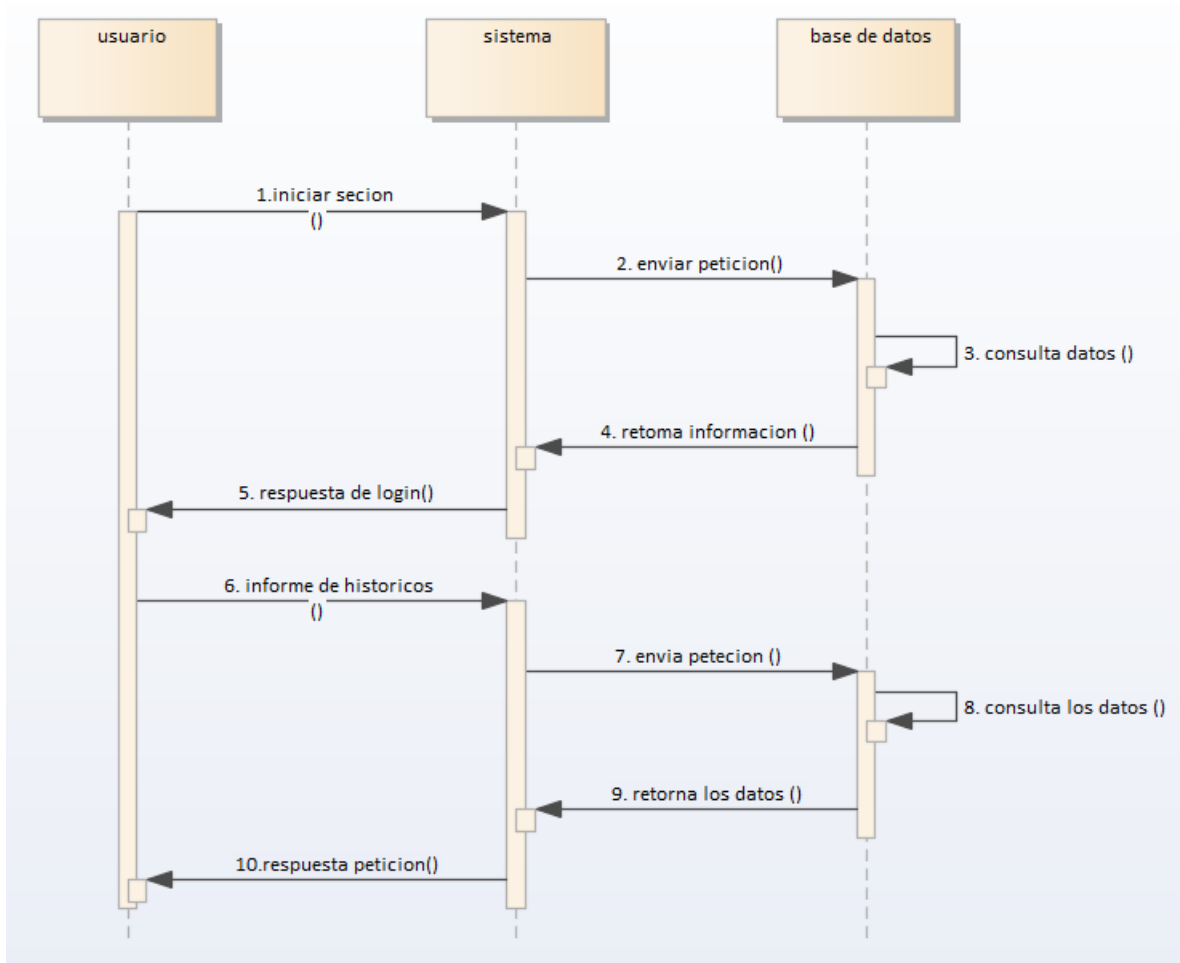 usuario
sistema
base de datos
1.iniciar secion
()
2. enviar peticion()
3. consulta datos ()
4. retoma informacion ()
5. respuesta de login()
6. informe de historicos
()
7. envia petecion ()
8. consulta los datos ()
9. retorna los datos ()
10.respuesta peticion()